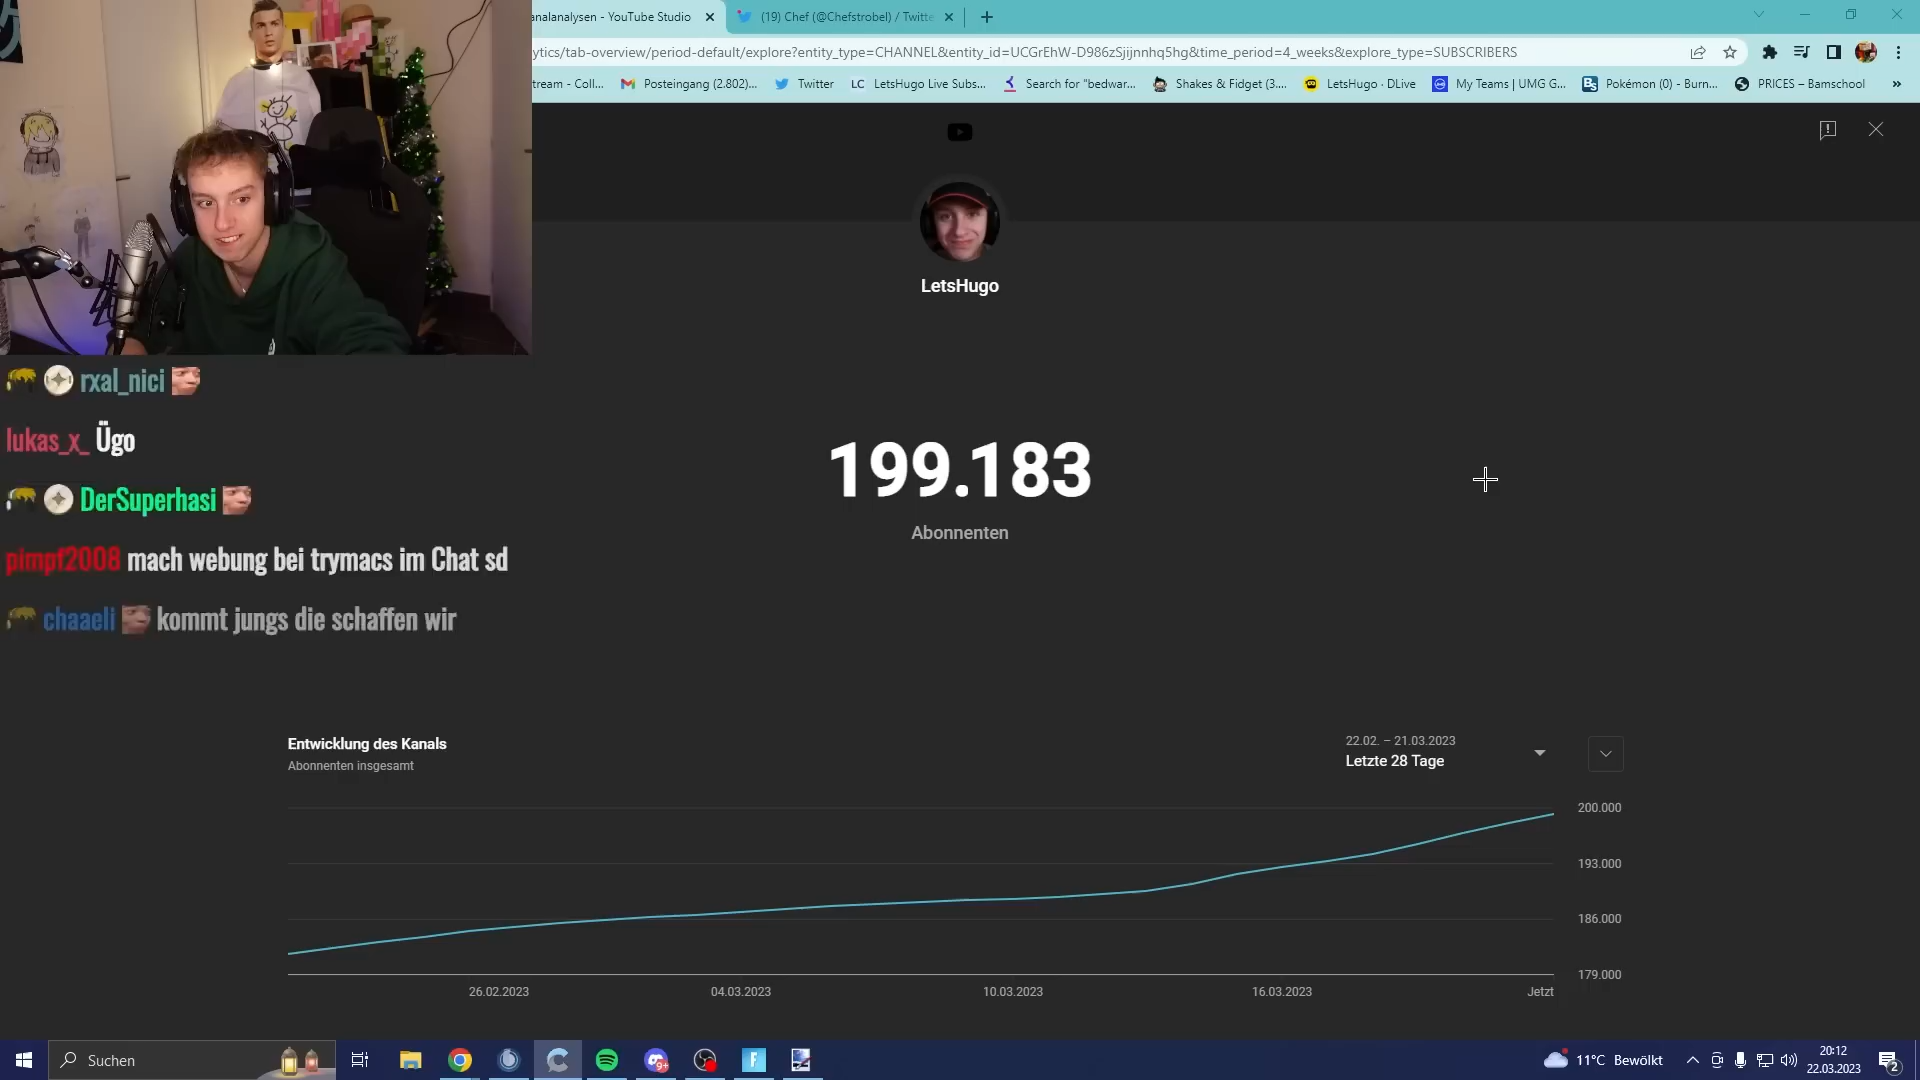 analanalysen - YouTube Studio
(19) Chef (@Chefstrobel) / Twitte
ytics/tab-overview/period-default/explore?entity_type=CHANNEL&entity_id=UCGrEhW-D986zSjijnnhq5hg&time_period=4_weeks&explore_type=SUBSCRIBERS
tream - Coll...
Posteingang (2.802)...
Twitter
LC LetsHugo Live Subs...
Search for "bedwar...
Shakes & Fidget (3....
LetsHugo · DLive
My Teams | UMG G...
Pokémon (0) - Burn...
PRICES – Bamschool
»
LetsHugo
199.183
Abonnenten
rxal_nici
lukas_x_ Ügo
DerSuperhasi
pimpf2008 mach webung bei trymacs im Chat sd
chaaeli kommt jungs die schaffen wir
Entwicklung des Kanals
Abonnenten insgesamt
22.02. – 21.03.2023
Letzte 28 Tage
200.000
193.000
186.000
179.000
26.02.2023
04.03.2023
10.03.2023
16.03.2023
Jetzt
Suchen
9+
11°C Bewölkt
20:12
22.03.2023
2